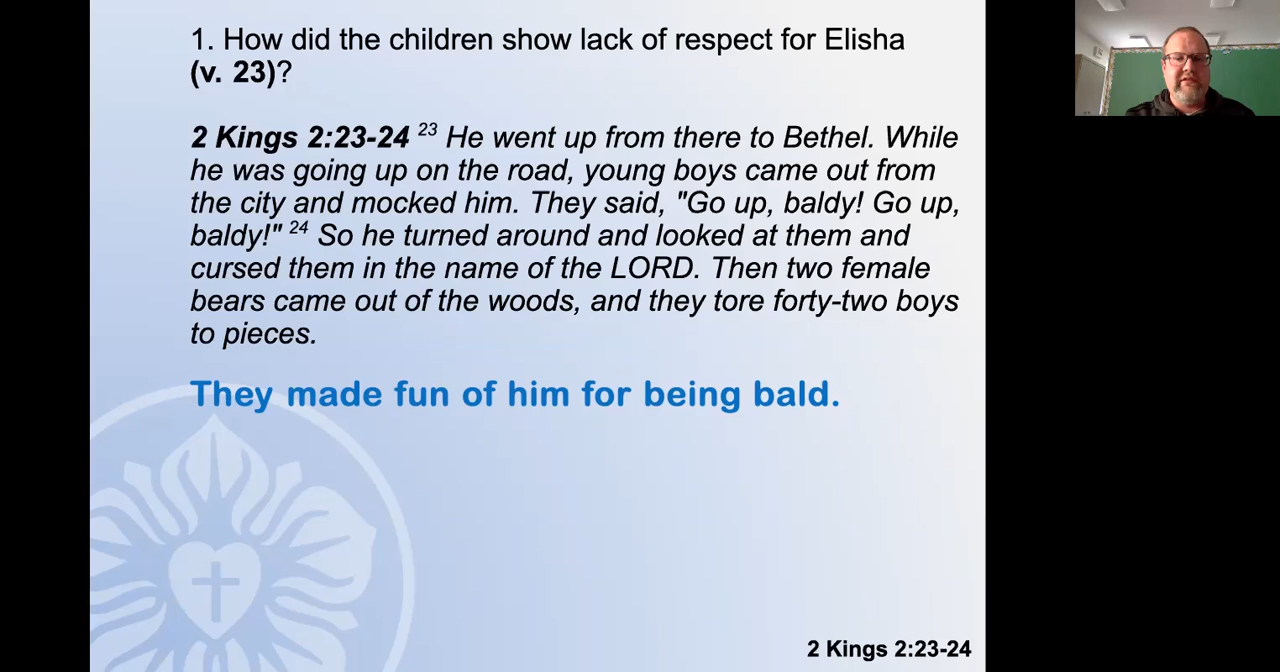 1. How did the children show lack of respect for Elisha
(v. 23)?
2 Kings 2:23-24 23 He went up from there to Bethel. While
he was going up on the road, young boys came out from
the city and mocked him. They said, "Go up, baldy! Go up,
baldy!" 24 So he turned around and looked at them and
cursed them in the name of the LORD. Then two female
bears came out of the woods, and they tore forty-two boys
to pieces.
They made fun of him for being bald.
2 Kings 2:23-24